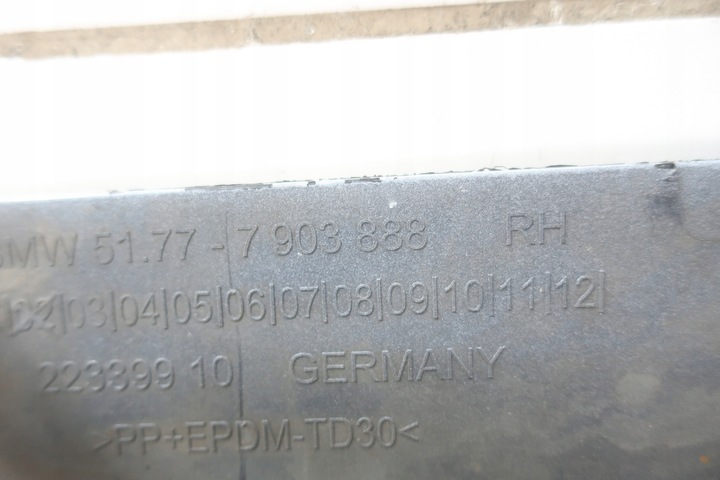 BMW 51.77 - 7 903 888 RH
02|03|04|05|06|07|08|09|10|11|12|
223399 10 GERMANY
>PP+EPDM-TD30<